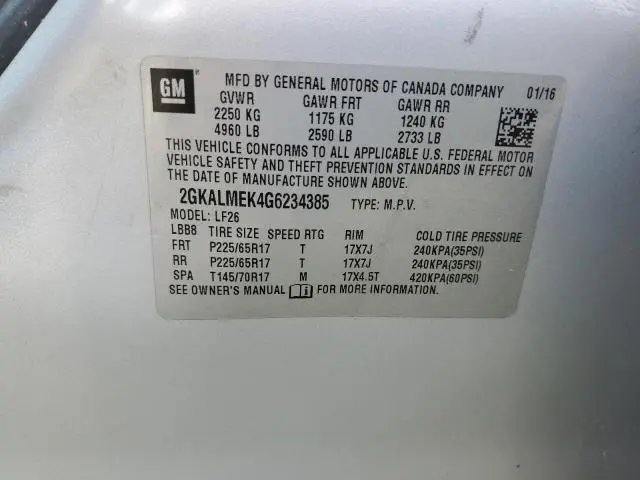 GM ® MFD BY GENERAL MOTORS OF CANADA COMPANY 01/16
GVWR GAWR FRT GAWR RR
2250 KG 1175 KG 1240 KG
4960 LB 2590 LB 2733 LB
THIS VEHICLE CONFORMS TO ALL APPLICABLE U.S. FEDERAL MOTOR
VEHICLE SAFETY AND THEFT PREVENTION STANDARDS IN EFFECT ON
THE DATE OF MANUFACTURE SHOWN ABOVE.
2GKALMEK4G6234385 TYPE: M.P.V.
MODEL: LF26
LBB8 TIRE SIZE SPEED RTG RIM COLD TIRE PRESSURE
FRT P225/65R17 T 17X7J 240KPA(35PSI)
RR P225/65R17 T 17X7J 240KPA(35PSI)
SPA T145/70R17 M 17X4.5T 420KPA(60PSI)
SEE OWNER'S MANUAL FOR MORE INFORMATION.